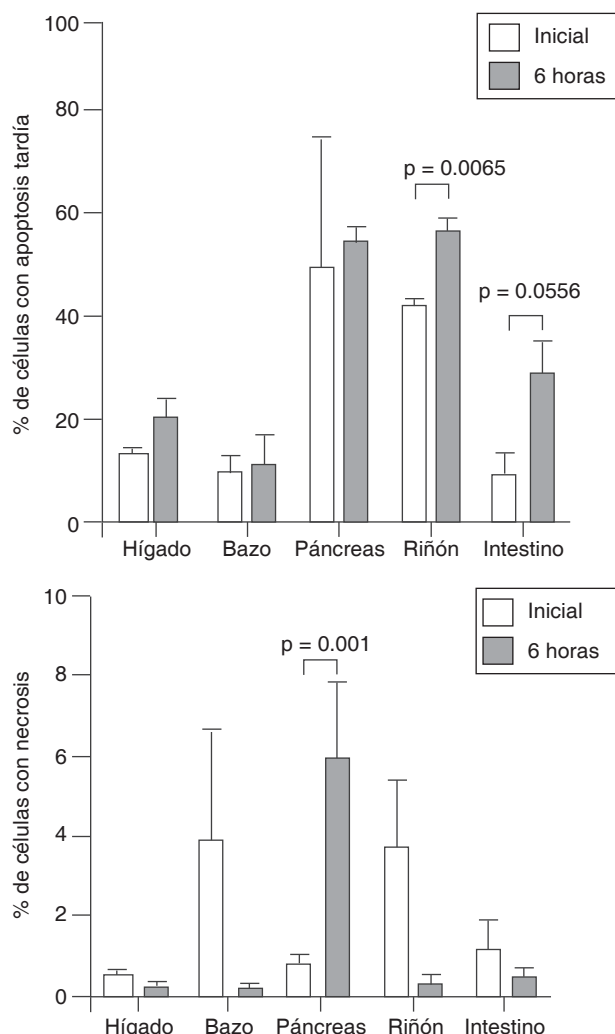 % de células con apoptosis tardía
100
80
60
40
20
0
Inicial
6 horas
p = 0.0065
p = 0.0556
Hígado Bazo Páncreas Riñón Intestino
% de células con necrosis
10
8
6
4
2
0
Inicial
6 horas
p = 0.001
Hígado Bazo Páncreas Riñón Intestino